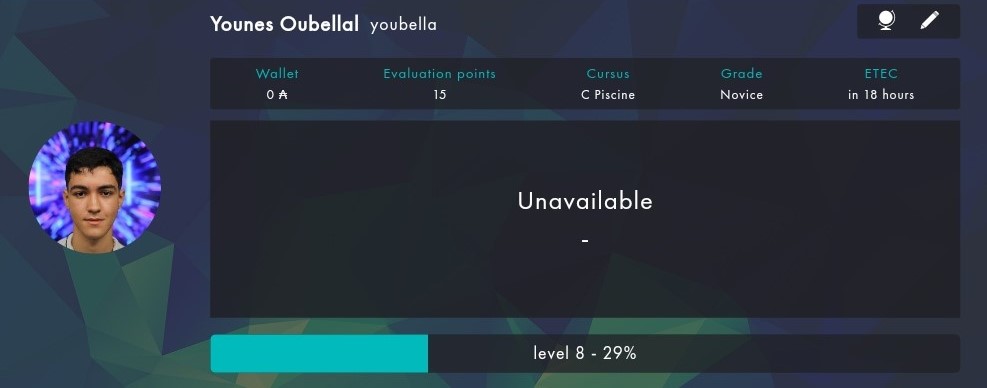 Younes Oubellal youbella
Wallet Evaluation points Cursus Grade ETEC
0 ₳ 15 C Piscine Novice in 18 hours
Unavailable
-
level 8 - 29%